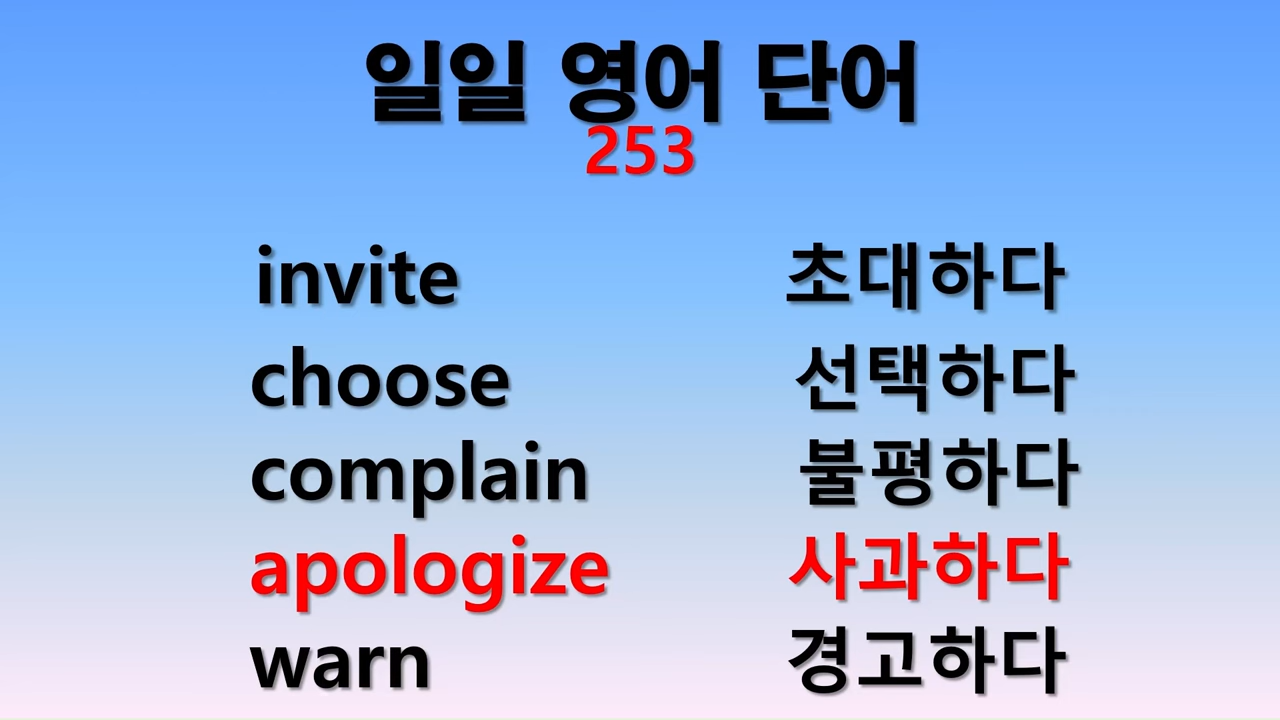 일일 영어 단어
253
invite 초대하다
choose 선택하다
complain 불평하다
apologize 사과하다
warn 경고하다